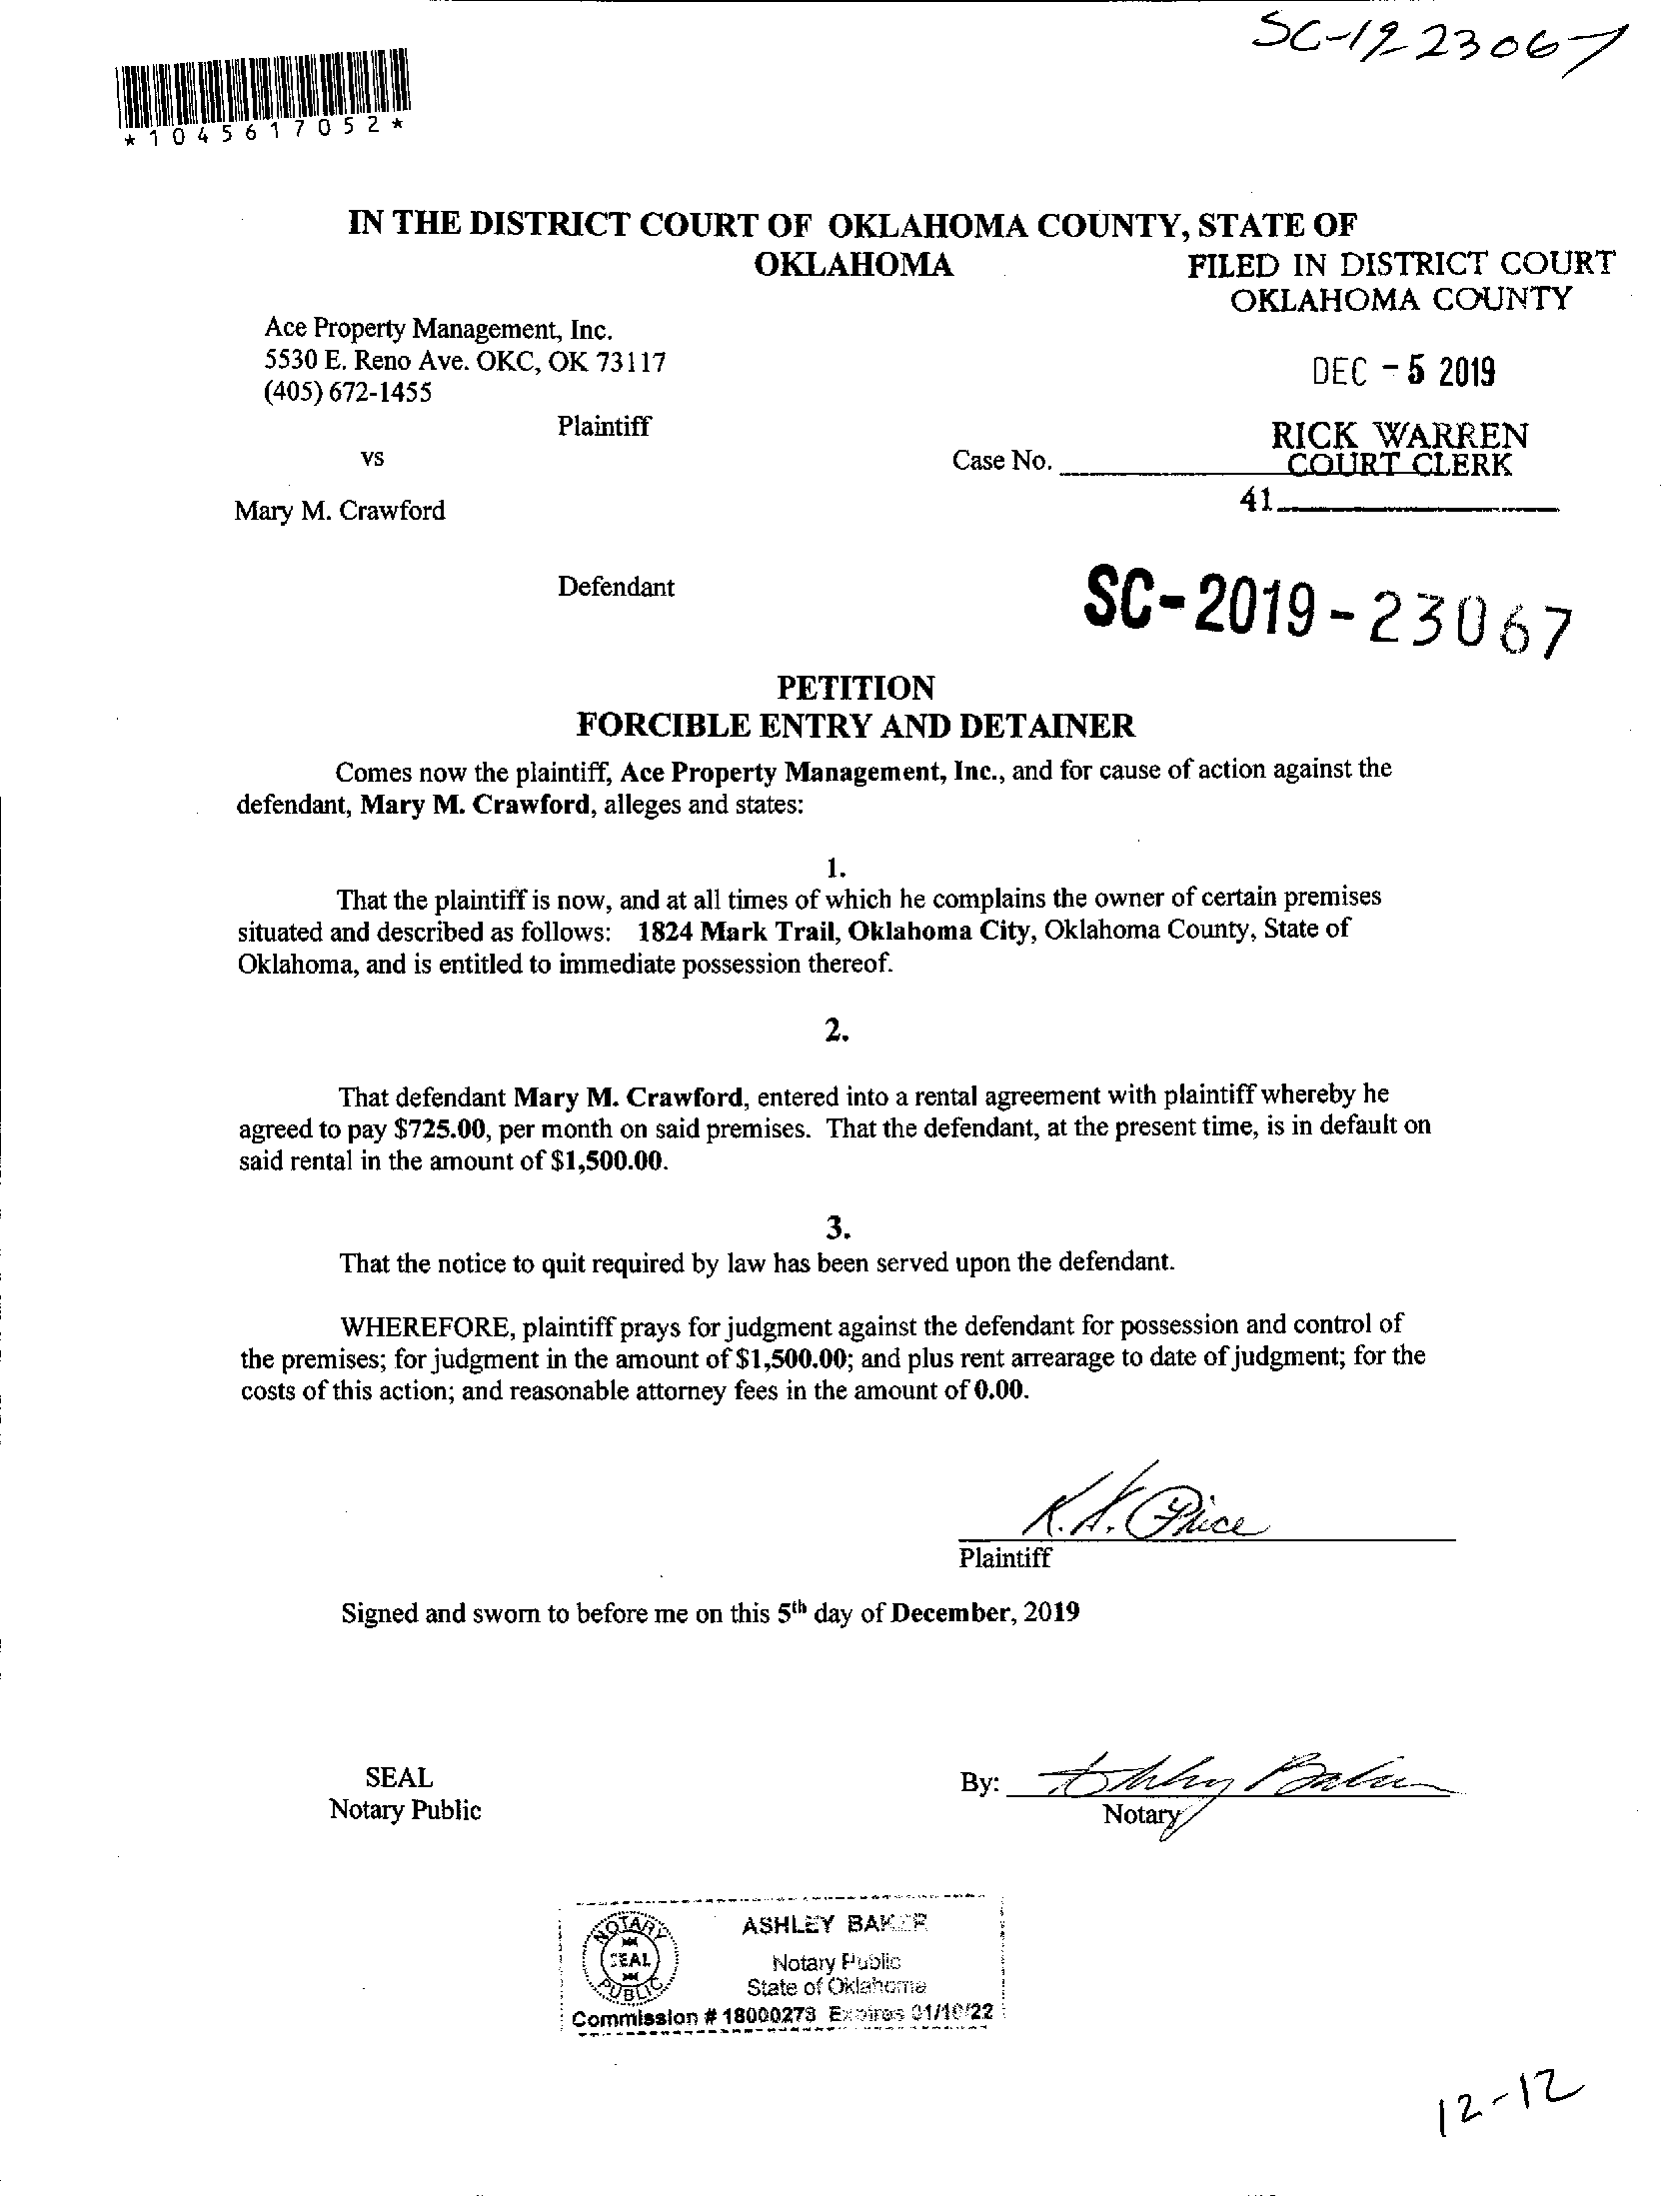 SC-19 23067
*1045617052*
IN THE DISTRICT COURT OF OKLAHOMA COUNTY, STATE OF
OKLAHOMA
FILED IN DISTRICT COURT
OKLAHOMA COUNTY
Ace Property Management, Inc.
5530 E. Reno Ave. OKC, OK 73117
(405) 672-1455
DEC - 5 2019
Plaintiff
RICK WARREN
COURT CLERK
vs
Case No.
41
Mary M. Crawford
Defendant
SC-2019-23067
PETITION
FORCIBLE ENTRY AND DETAINER
Comes now the plaintiff, Ace Property Management, Inc., and for cause of action against the
defendant, Mary M. Crawford, alleges and states:
1.
That the plaintiff is now, and at all times of which he complains the owner of certain premises
situated and described as follows: 1824 Mark Trail, Oklahoma City, Oklahoma County, State of
Oklahoma, and is entitled to immediate possession thereof.
2.
That defendant Mary M. Crawford, entered into a rental agreement with plaintiff whereby he
agreed to pay $725.00, per month on said premises. That the defendant, at the present time, is in default on
said rental in the amount of $1,500.00.
3.
That the notice to quit required by law has been served upon the defendant.
WHEREFORE, plaintiff prays for judgment against the defendant for possession and control of
the premises; for judgment in the amount of $1,500.00; and plus rent arrearage to date of judgment; for the
costs of this action; and reasonable attorney fees in the amount of 0.00.
Price
Plaintiff
Signed and sworn to before me on this 5th day of December, 2019
SEAL
Notary Public
By: Ashley Baker
Notary
NOTARY
SEAL
PUBLIC
ASHLEY BAKER
Notary Public
State of Oklahoma
Commission # 18000273 Expires 01/10/22
12-12